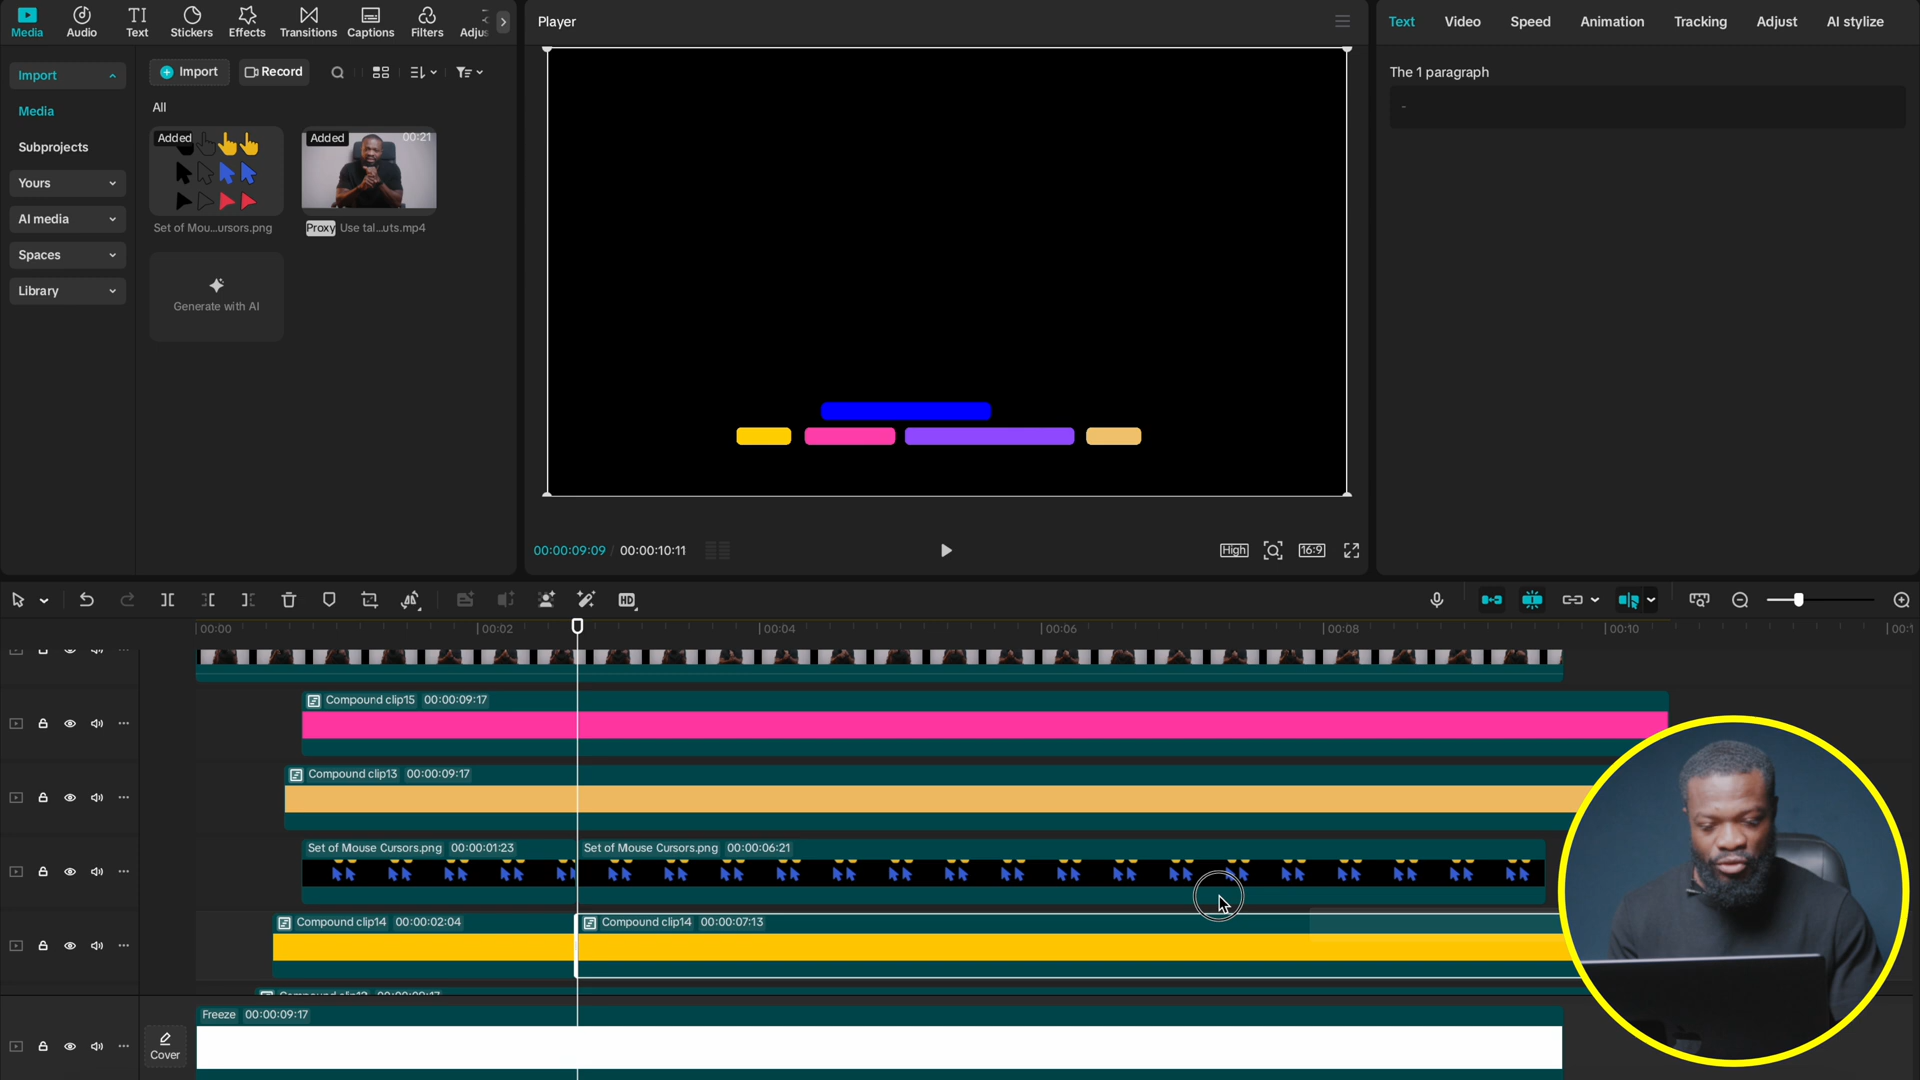 Media Audio Text Stickers Effects Transitions Captions Filters Adjus
Import
Media
Subprojects
Yours
AI media
Spaces
Library
Import Record
All
Added
Set of Mou...ursors.png
Added 00:21
Proxy Use tal...uts.mp4
Generate with AI
Player
00:00:09:09 / 00:00:10:11
High 16:9
Text Video Speed Animation Tracking Adjust AI stylize
The 1 paragraph
-
HD
00:00 00:02 00:04 00:06 00:08 00:10 00:1
Compound clip15 00:00:09:17
Compound clip13 00:00:09:17
Set of Mouse Cursors.png 00:00:01:23 Set of Mouse Cursors.png 00:00:06:21
Compound clip14 00:00:02:04 Compound clip14 00:00:07:13
Freeze 00:00:09:17
Cover